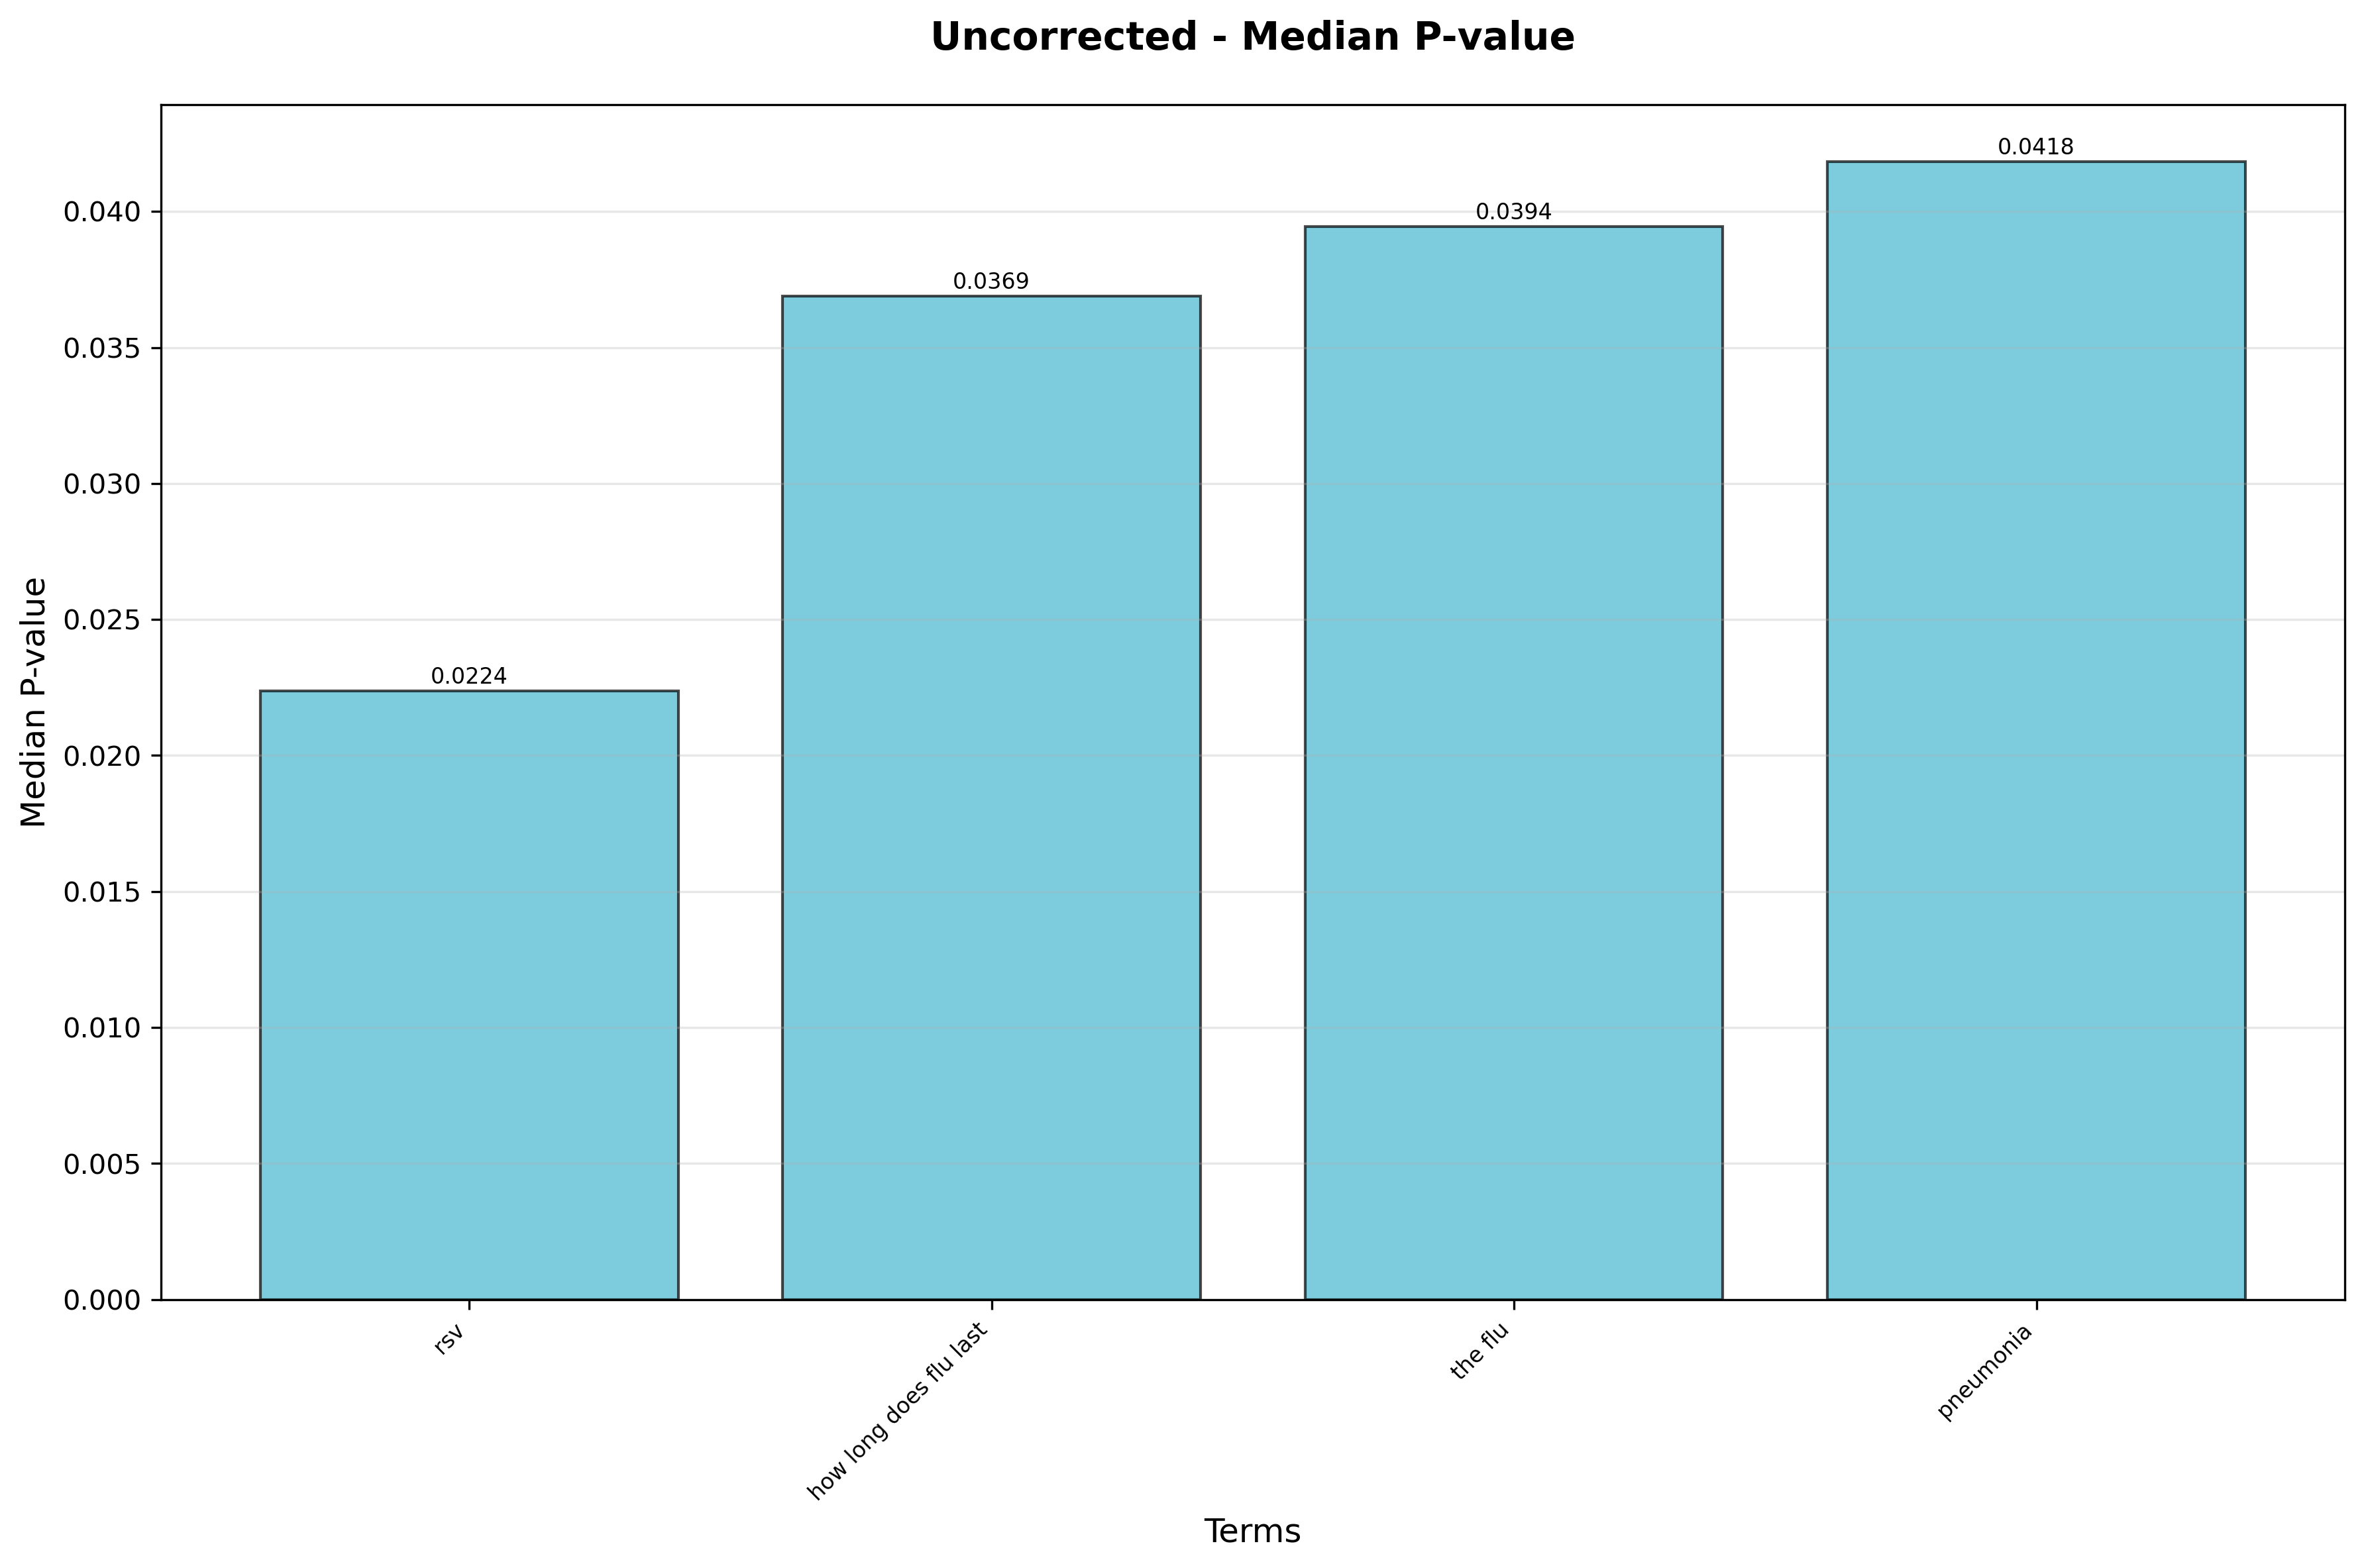 Uncorrected - Median P-value
Median P-value
0.040
0.035
0.030
0.025
0.020
0.015
0.010
0.005
0.000
0.0224
0.0369
0.0394
0.0418
rsv
how long does flu last
the flu
pneumonia
Terms